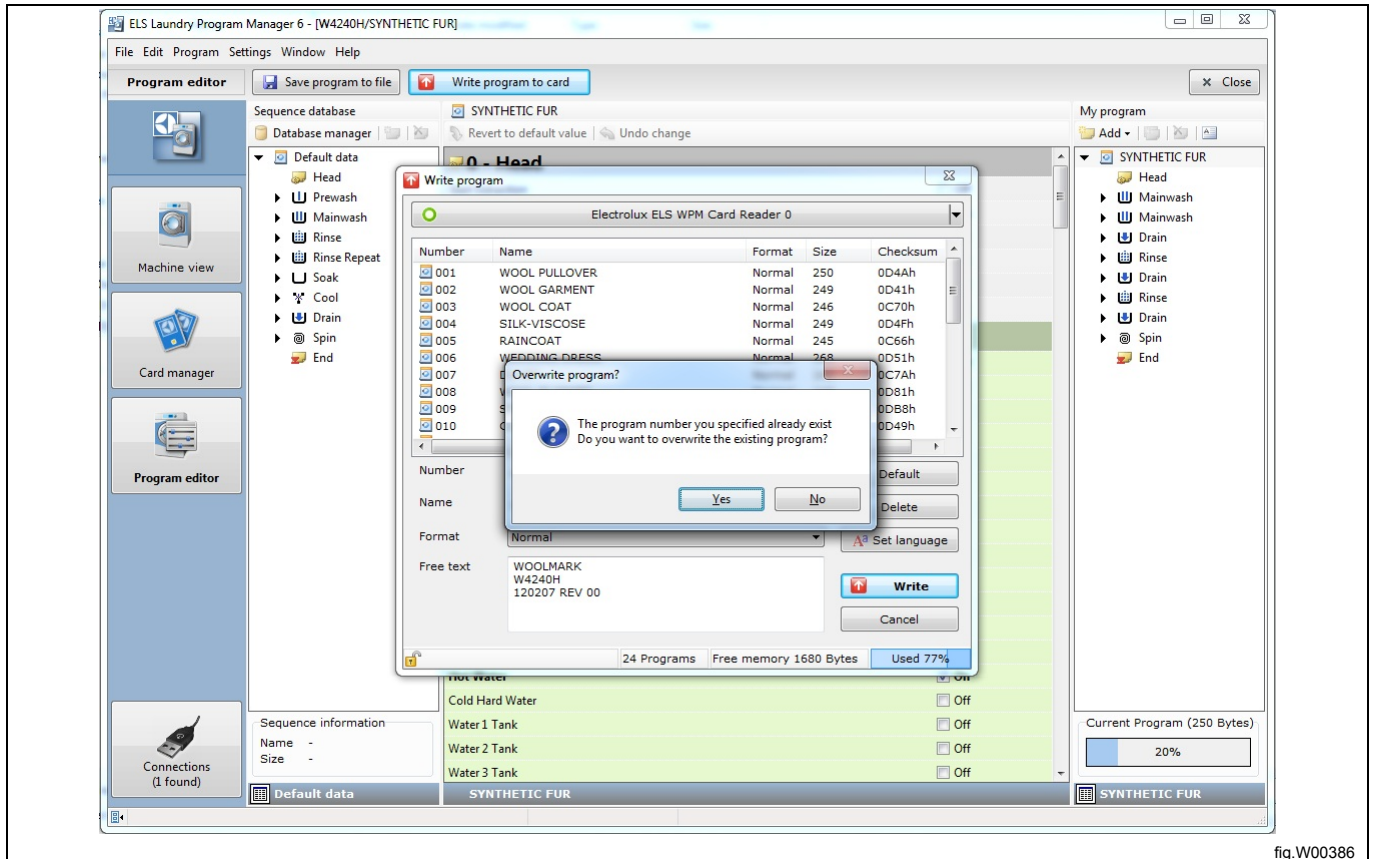 ELS Laundry Program Manager 6 - [W4240H/SYNTHETIC FUR]
File Edit Program Settings Window Help
Program editor Save program to file Write program to card Close
Sequence database
Database manager
Default data
Head
Prewash
Mainwash
Rinse
Rinse Repeat
Soak
Cool
Drain
Spin
End
SYNTHETIC FUR
Revert to default value Undo change
0 - Head
My program
Add
SYNTHETIC FUR
Head
Mainwash
Mainwash
Drain
Rinse
Drain
Rinse
Drain
Spin
End
Machine view
Card manager
Program editor
Connections
(1 found)
Write program
Electrolux ELS WPM Card Reader 0
Number Name Format Size Checksum
001 WOOL PULLOVER Normal 250 0D4Ah
002 WOOL GARMENT Normal 249 0D41h
003 WOOL COAT Normal 246 0C70h
004 SILK-VISCOSE Normal 249 0D4Fh
005 RAINCOAT Normal 245 0C66h
006 WEDDING DRESS Normal 268 0D51h
007 0C7Ah
008 0D81h
009 0DB8h
010 0D49h
Overwrite program?
The program number you specified already exist
Do you want to overwrite the existing program?
Yes No
Number Default
Name Delete
Format Normal Set language
Free text WOOLMARK
W4240H
120207 REV 00
Write
Cancel
24 Programs Free memory 1680 Bytes Used 77%
Hot Water Off
Cold Hard Water Off
Water 1 Tank Off
Water 2 Tank Off
Water 3 Tank Off
Sequence information
Name -
Size -
Current Program (250 Bytes)
20%
Default data SYNTHETIC FUR SYNTHETIC FUR
fig.W00386